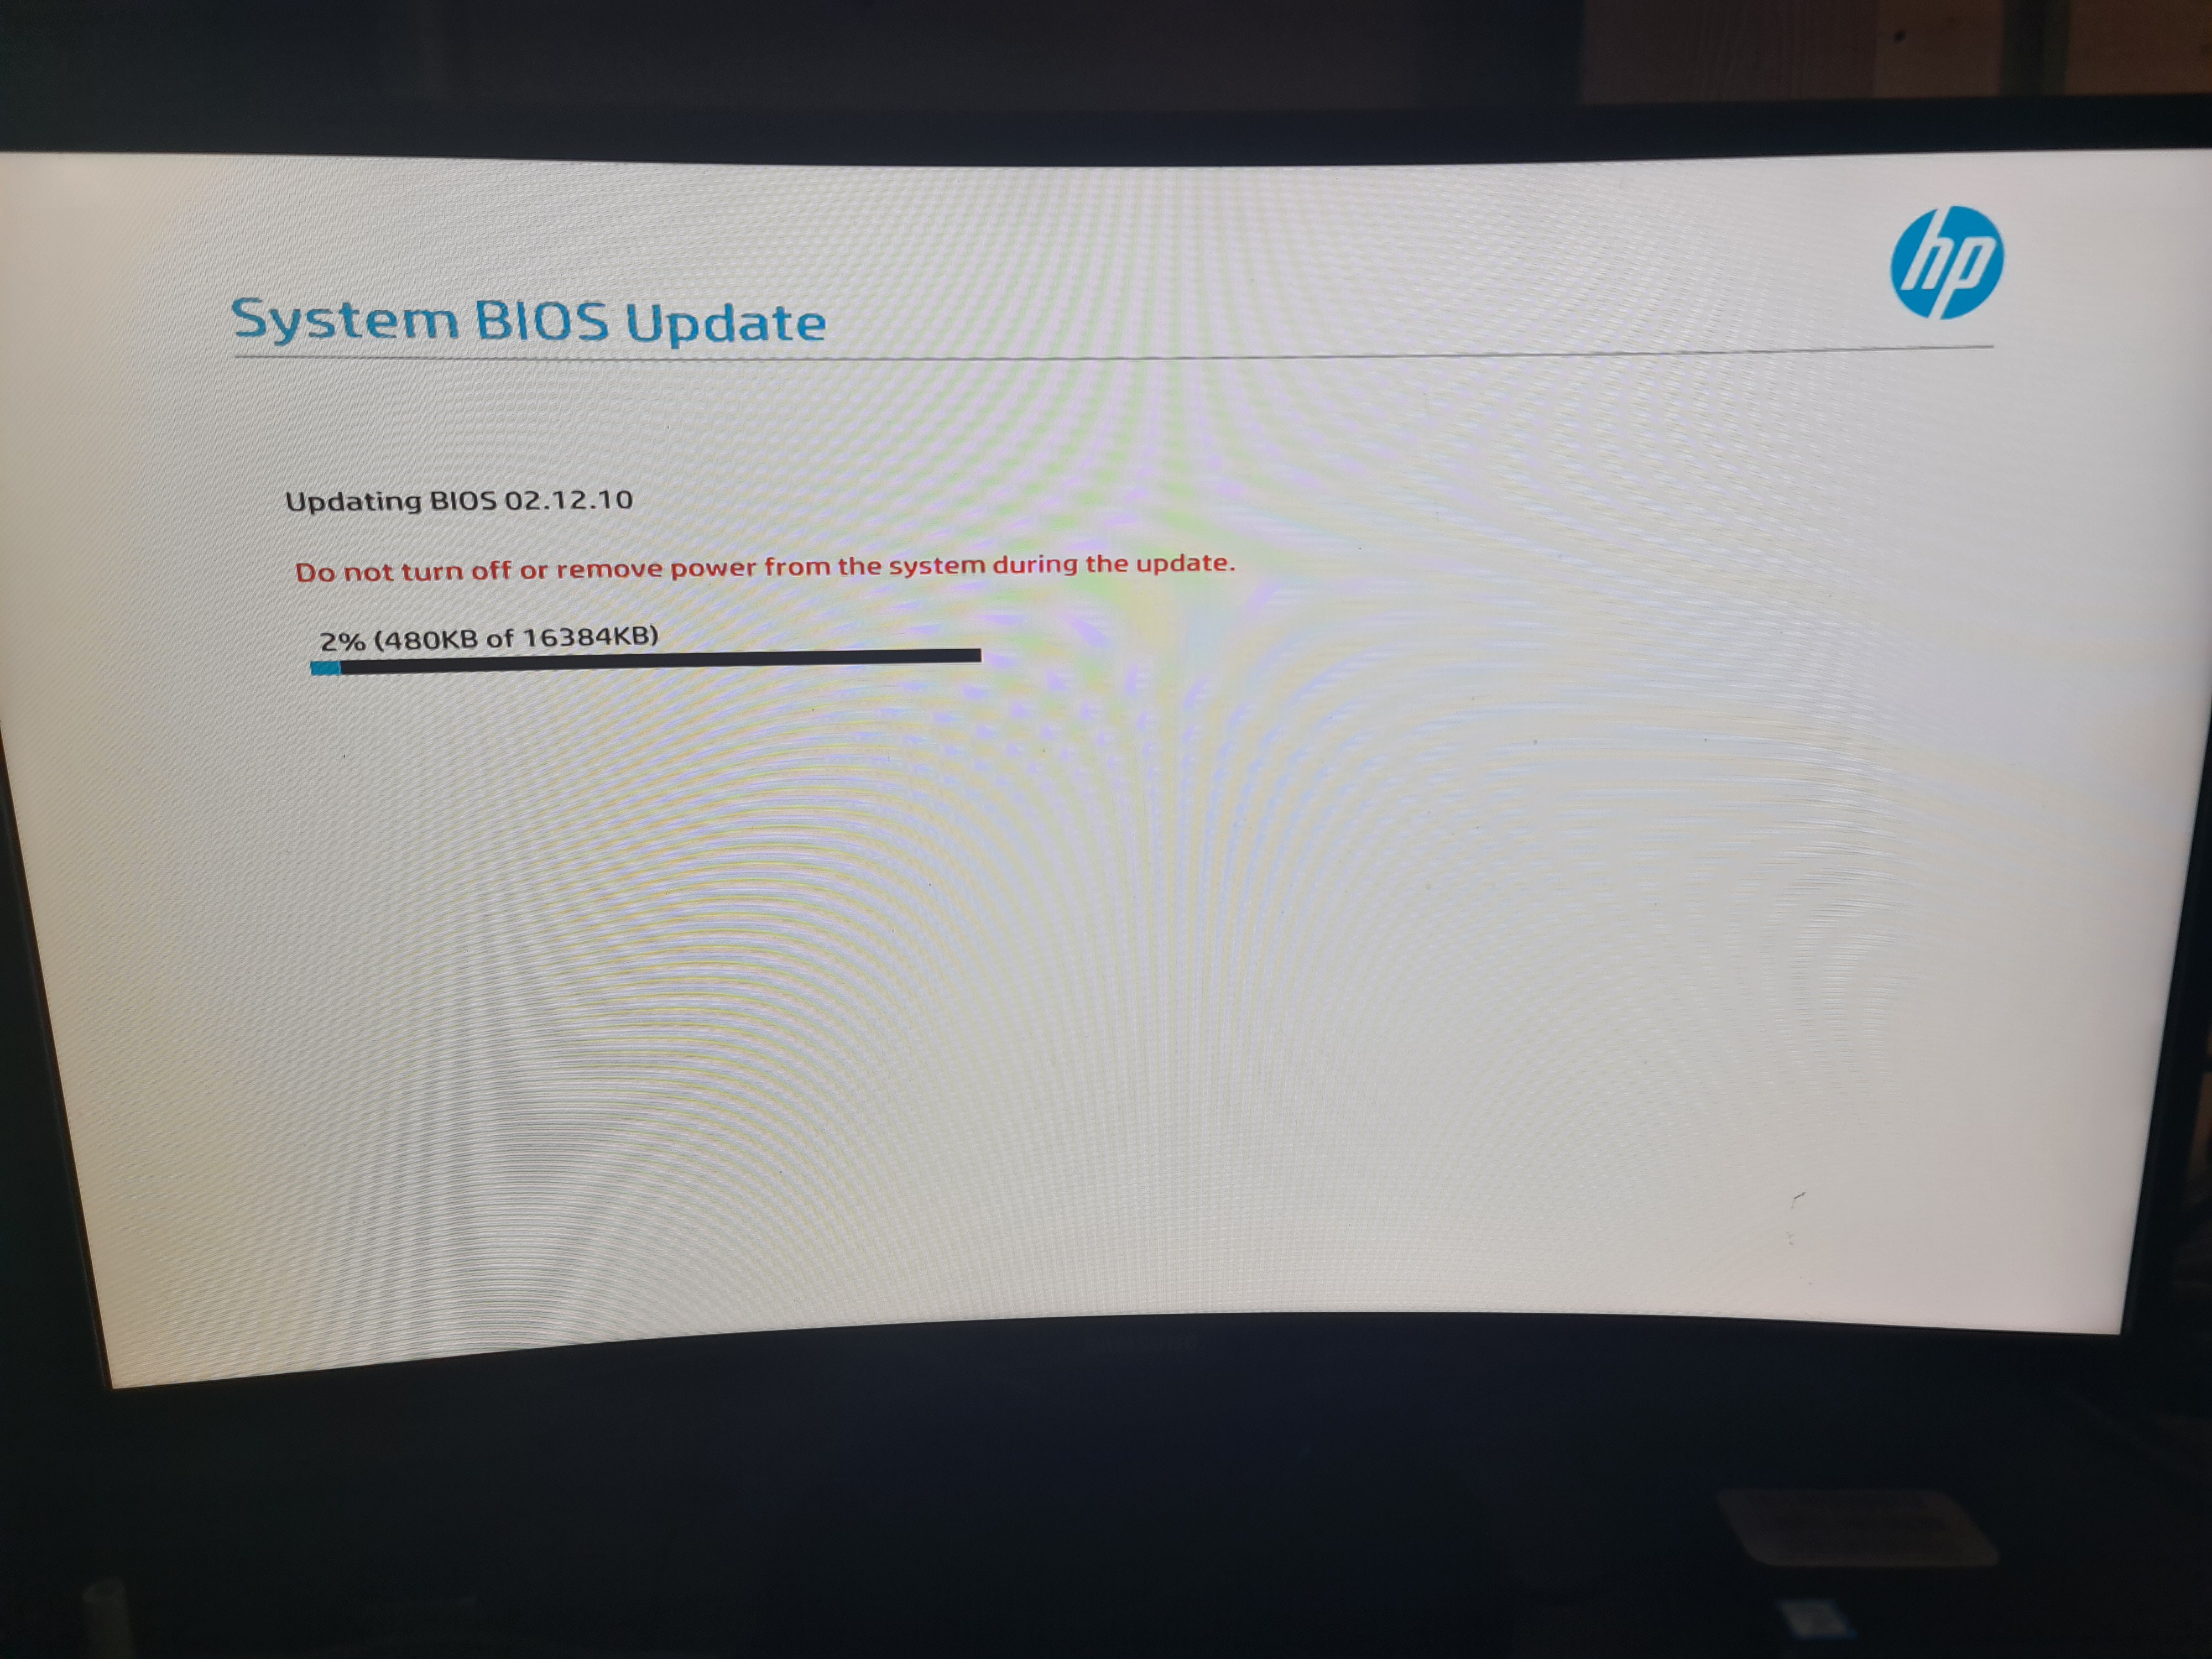 hp
System BIOS Update
Updating BIOS 02.12.10
Do not turn off or remove power from the system during the update.
2% (480KB of 16384KB)